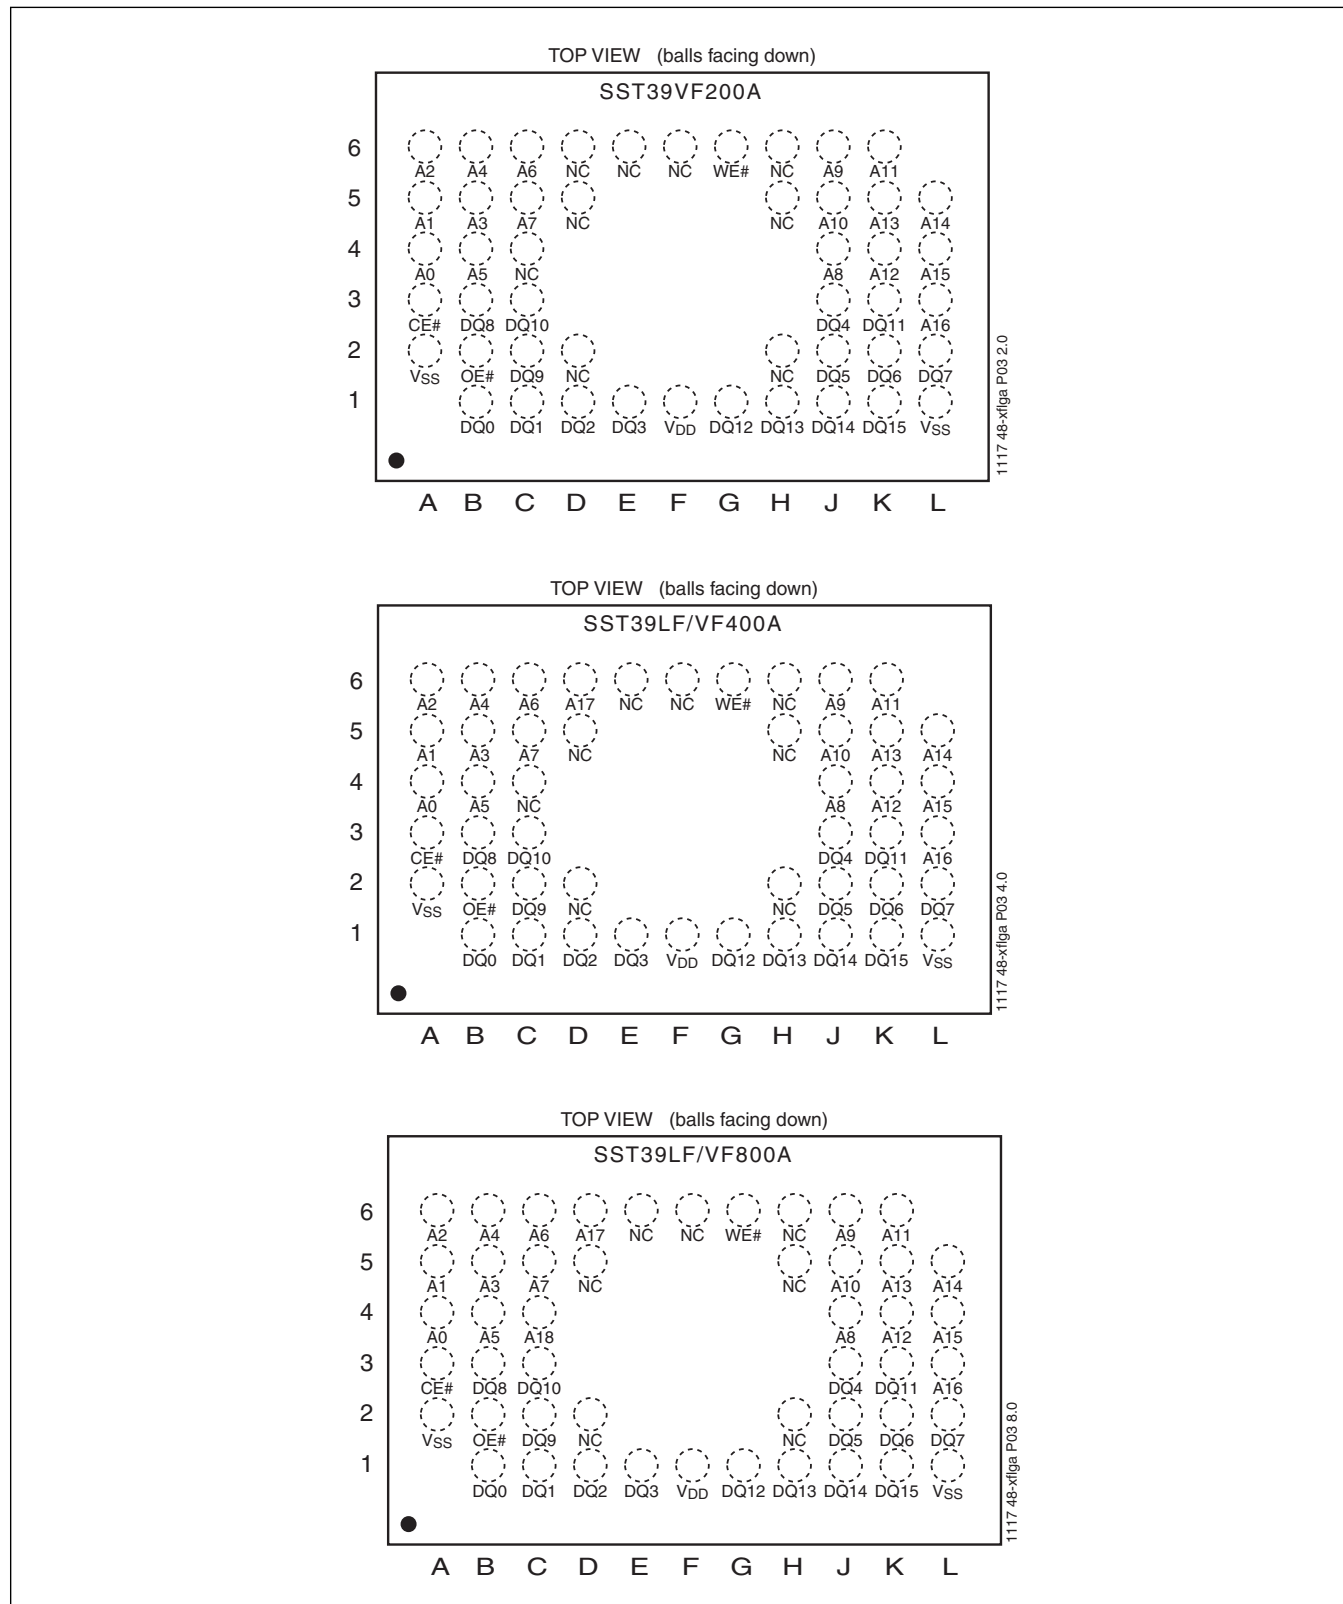 TOP VIEW (balls facing down)
SST39VF200A
6
A2 A4 A6 NC NC NC WE# NC A9 A11
5
A1 A3 A7 NC NC A10 A13 A14
4
A0 A5 NC A8 A12 A15
3
CE# DQ8 DQ10 DQ4 DQ11 A16
2
VSS OE# DQ9 NC NC DQ5 DQ6 DQ7
1
DQ0 DQ1 DQ2 DQ3 VDD DQ12 DQ13 DQ14 DQ15 VSS
1117 48-xflga P03 2.0
A B C D E F G H J K L
TOP VIEW (balls facing down)
SST39LF/VF400A
6
A2 A4 A6 A17 NC NC WE# NC A9 A11
5
A1 A3 A7 NC NC A10 A13 A14
4
A0 A5 NC A8 A12 A15
3
CE# DQ8 DQ10 DQ4 DQ11 A16
2
VSS OE# DQ9 NC NC DQ5 DQ6 DQ7
1
DQ0 DQ1 DQ2 DQ3 VDD DQ12 DQ13 DQ14 DQ15 VSS
1117 48-xflga P03 4.0
A B C D E F G H J K L
TOP VIEW (balls facing down)
SST39LF/VF800A
6
A2 A4 A6 A17 NC NC WE# NC A9 A11
5
A1 A3 A7 NC NC A10 A13 A14
4
A0 A5 A18 A8 A12 A15
3
CE# DQ8 DQ10 DQ4 DQ11 A16
2
VSS OE# DQ9 NC NC DQ5 DQ6 DQ7
1
DQ0 DQ1 DQ2 DQ3 VDD DQ12 DQ13 DQ14 DQ15 VSS
1117 48-xflga P03 8.0
A B C D E F G H J K L